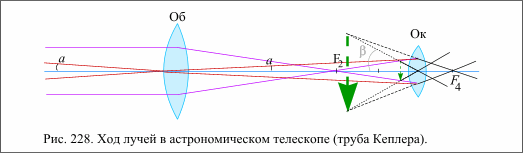 Об
Ок
a
a
β
F2
F4
Рис. 228. Ход лучей в астрономическом телескопе (труба Кеплера).